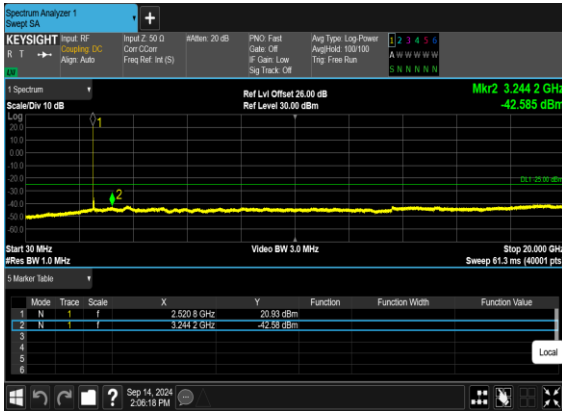 Spectrum Analyzer 1
Swept SA
+
KEYSIGHT
R T
LXI
Input: RF
Coupling: DC
Align: Auto
Input Z: 50 Ω
Corr CCorr
Freq Ref: Int (S)
#Atten: 20 dB
PNO: Fast
Gate: Off
IF Gain: Low
Sig Track: Off
Avg Type: Log-Power
Avg|Hold: 100/100
Trig: Free Run
1 2 3 4 5 6
A W W W W W
S N N N N N
1 Spectrum
Scale/Div 10 dB
Ref Lvl Offset 26.00 dB
Ref Level 30.00 dBm
Mkr2 3.244 2 GHz
-42.585 dBm
Log
20.0
10.0
0.00
-10.0
-20.0
-30.0
-40.0
-50.0
-60.0
1
2
DL1 -25.00 dBm
Start 30 MHz
#Res BW 1.0 MHz
Video BW 3.0 MHz
Stop 20.000 GHz
Sweep 61.3 ms (40001 pts)
5 Marker Table
Mode Trace Scale X Y Function Function Width Function Value
1 N 1 f 2.520 8 GHz 20.93 dBm
2 N 1 f 3.244 2 GHz -42.58 dBm
3
4
5
6
Local
?
Sep 14, 2024
2:06:18 PM